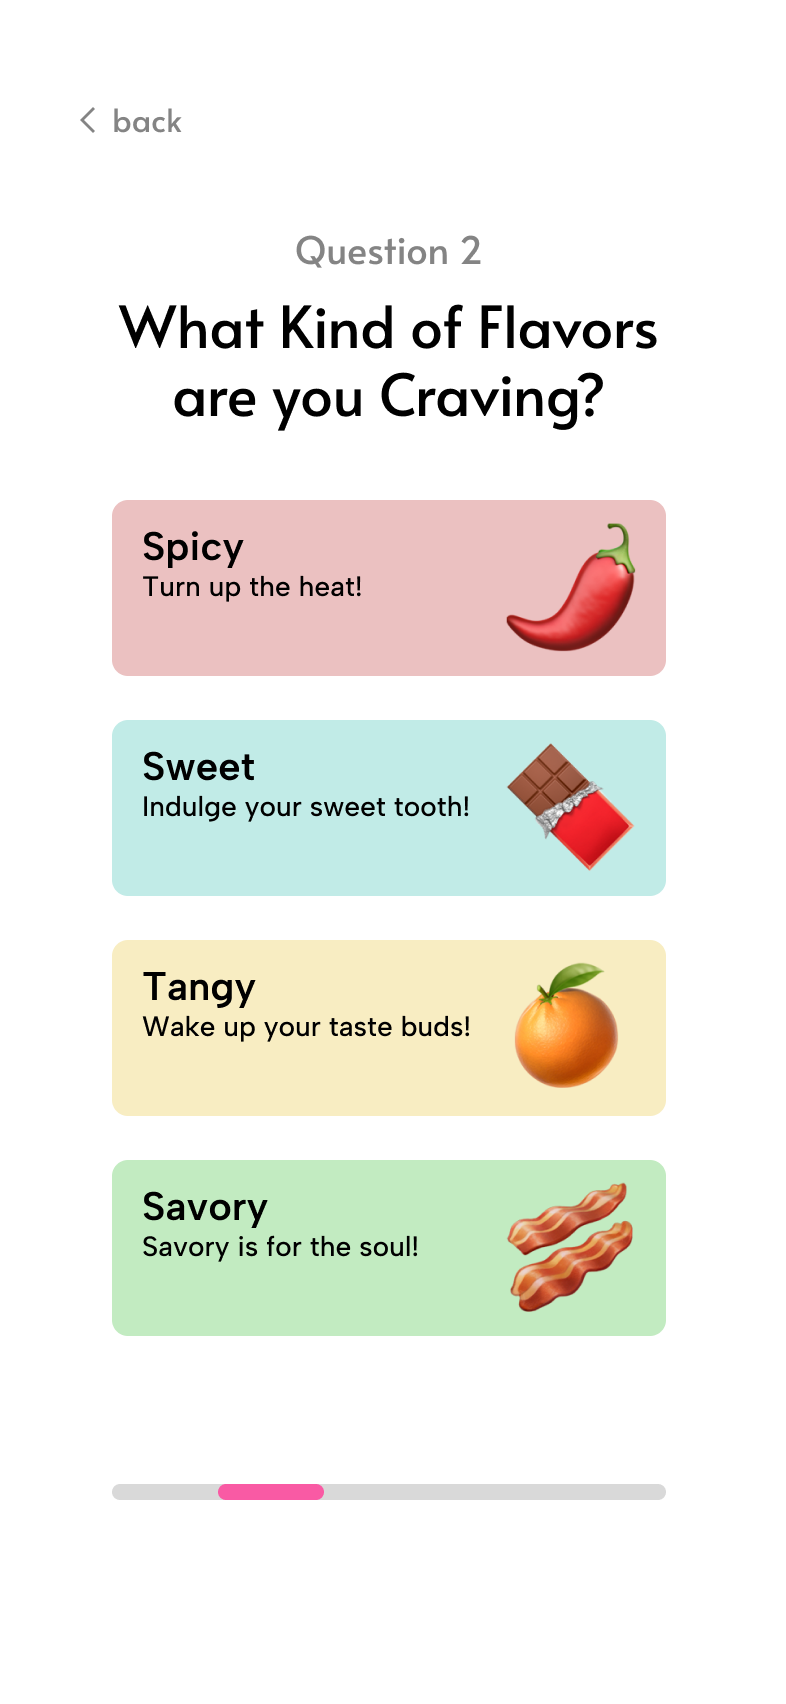 back
Question 2
What Kind of Flavors
are you Craving?
Spicy
Turn up the heat!
Sweet
Indulge your sweet tooth!
Tangy
Wake up your taste buds!
Savory
Savory is for the soul!